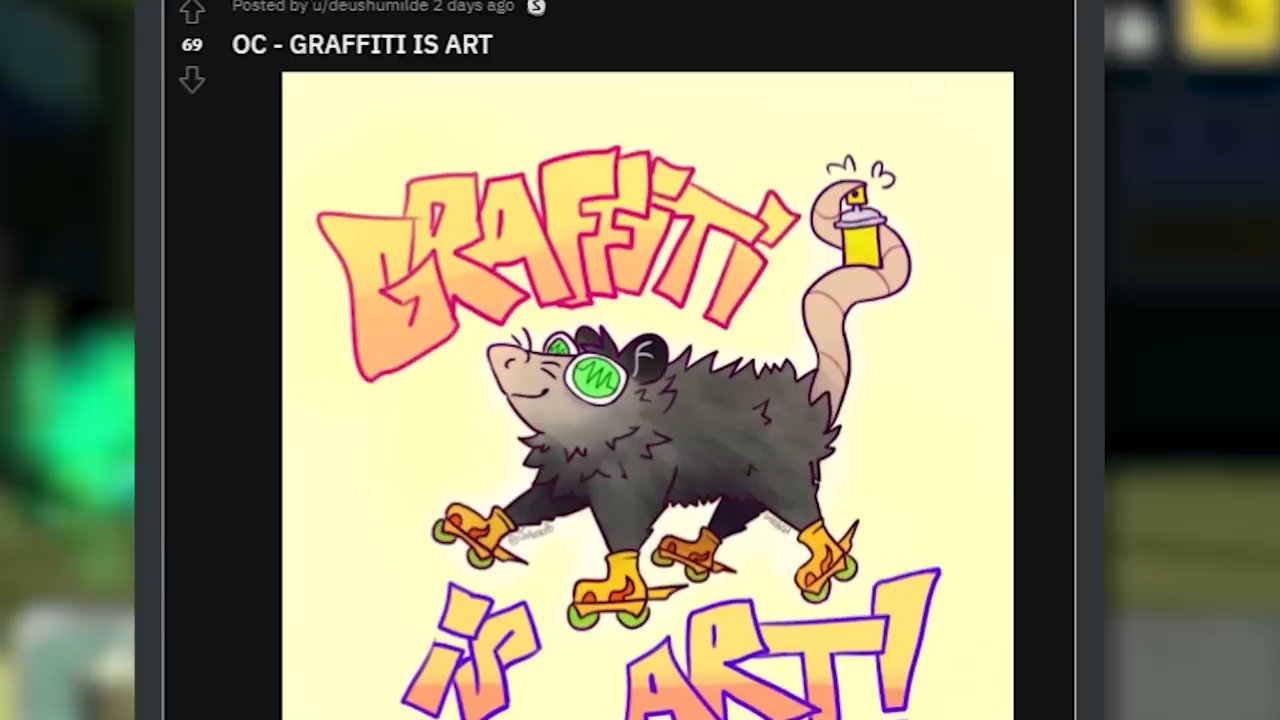 Posted by u/deushumilde 2 days ago
69
OC - GRAFFITI IS ART
GRAFFITI
is ART!